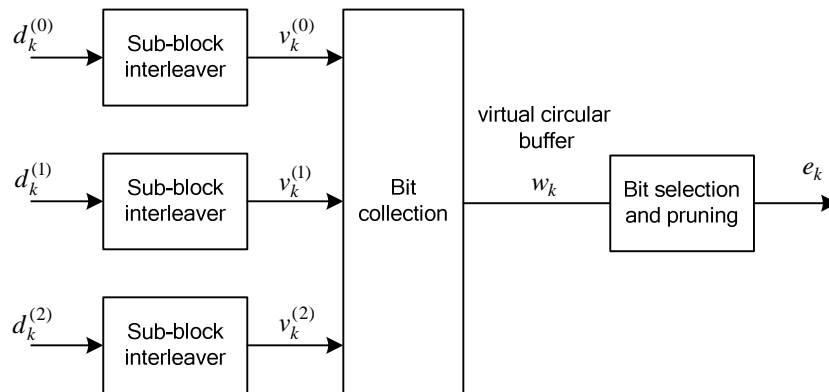 d_k^{(0)}
Sub-block
interleaver
v_k^{(0)}
d_k^{(1)}
Sub-block
interleaver
v_k^{(1)}
d_k^{(2)}
Sub-block
interleaver
v_k^{(2)}
Bit
collection
virtual circular
buffer
w_k
Bit selection
and pruning
e_k